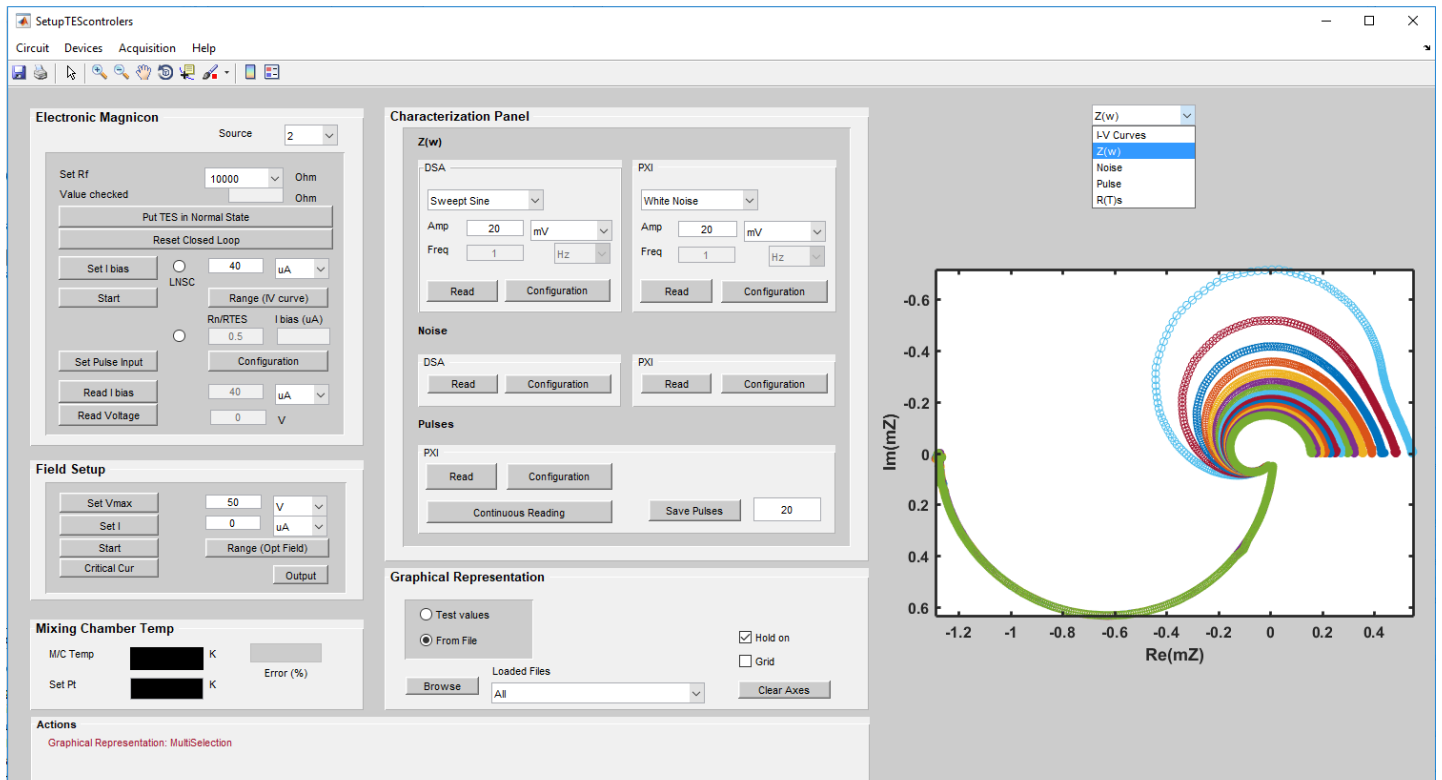 SetupTEScontrolers
Circuit Devices Acquisition Help
Electronic Magnicon
Source 2
Set Rf 10000 Ohm
Value checked Ohm
Put TES in Normal State
Reset Closed Loop
Set I bias 40 uA
LNSC
Start Range (IV curve)
Rn/RTES I bias (uA)
0.5
Set Pulse Input Configuration
Read I bias 40 uA
Read Voltage 0 V
Field Setup
Set Vmax 50 V
Set I 0 uA
Start Range (Opt Field)
Critical Cur
Output
Mixing Chamber Temp
M/C Temp K
Error (%)
Set Pt K
Characterization Panel
Z(w)
DSA
Sweept Sine
Amp 20 mV
Freq 1 Hz
Read Configuration
PXI
White Noise
Amp 20 mV
Freq 1 Hz
Read Configuration
Noise
DSA
Read Configuration
PXI
Read Configuration
Pulses
PXI
Read Configuration
Continuous Reading Save Pulses 20
Graphical Representation
Test values
From File
Hold on
Grid
Loaded Files
Browse All Clear Axes
Actions
Graphical Representation: MultiSelection
Z(w)
I-V Curves
Z(w)
Noise
Pulse
R(T)s
-0.6
-0.4
-0.2
0
0.2
0.4
0.6
Im(mZ)
-1.2 -1 -0.8 -0.6 -0.4 -0.2 0 0.2 0.4
Re(mZ)